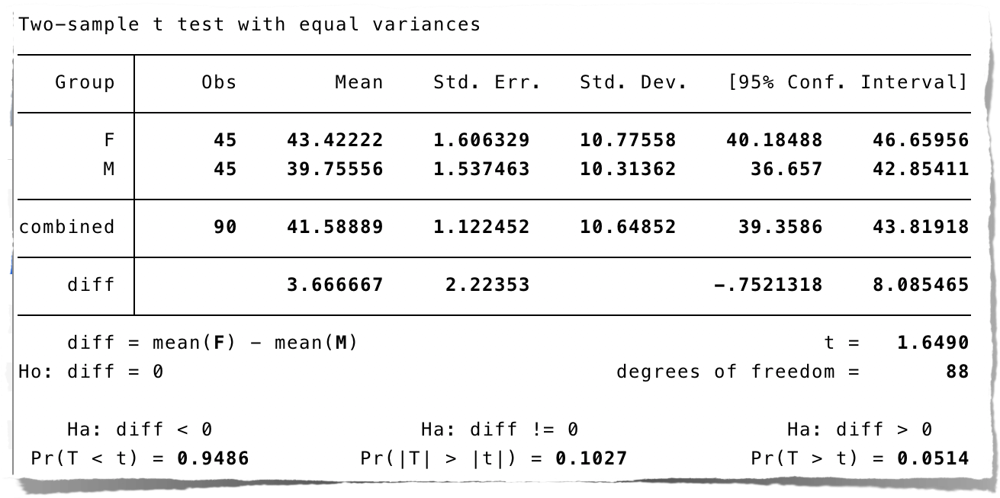 Two-sample t test with equal variances
Group Obs Mean Std. Err. Std. Dev. [95% Conf. Interval]
F 45 43.42222 1.606329 10.77558 40.18488 46.65956
M 45 39.75556 1.537463 10.31362 36.657 42.85411
combined 90 41.58889 1.122452 10.64852 39.3586 43.81918
diff 3.666667 2.22353 -.7521318 8.085465
diff = mean(F) - mean(M) t = 1.6490
Ho: diff = 0 degrees of freedom = 88
Ha: diff < 0 Ha: diff != 0 Ha: diff > 0
Pr(T < t) = 0.9486 Pr(|T| > |t|) = 0.1027 Pr(T > t) = 0.0514